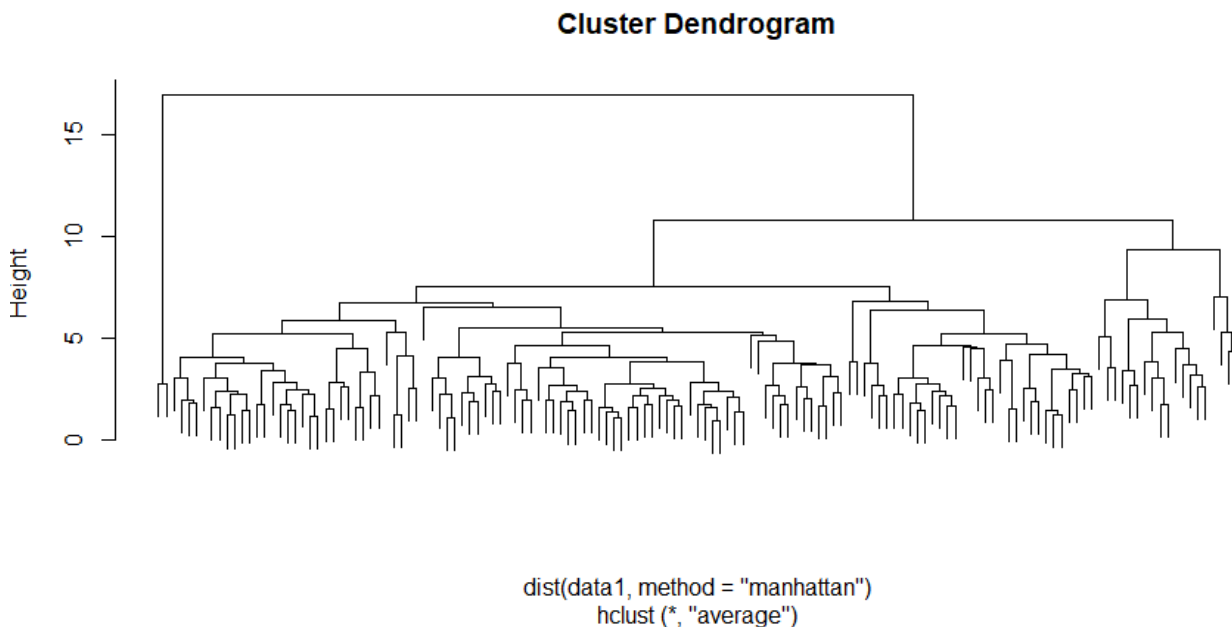 Cluster Dendrogram
Height
15
10
5
0
dist(data1, method = "manhattan")
hclust (*, "average")